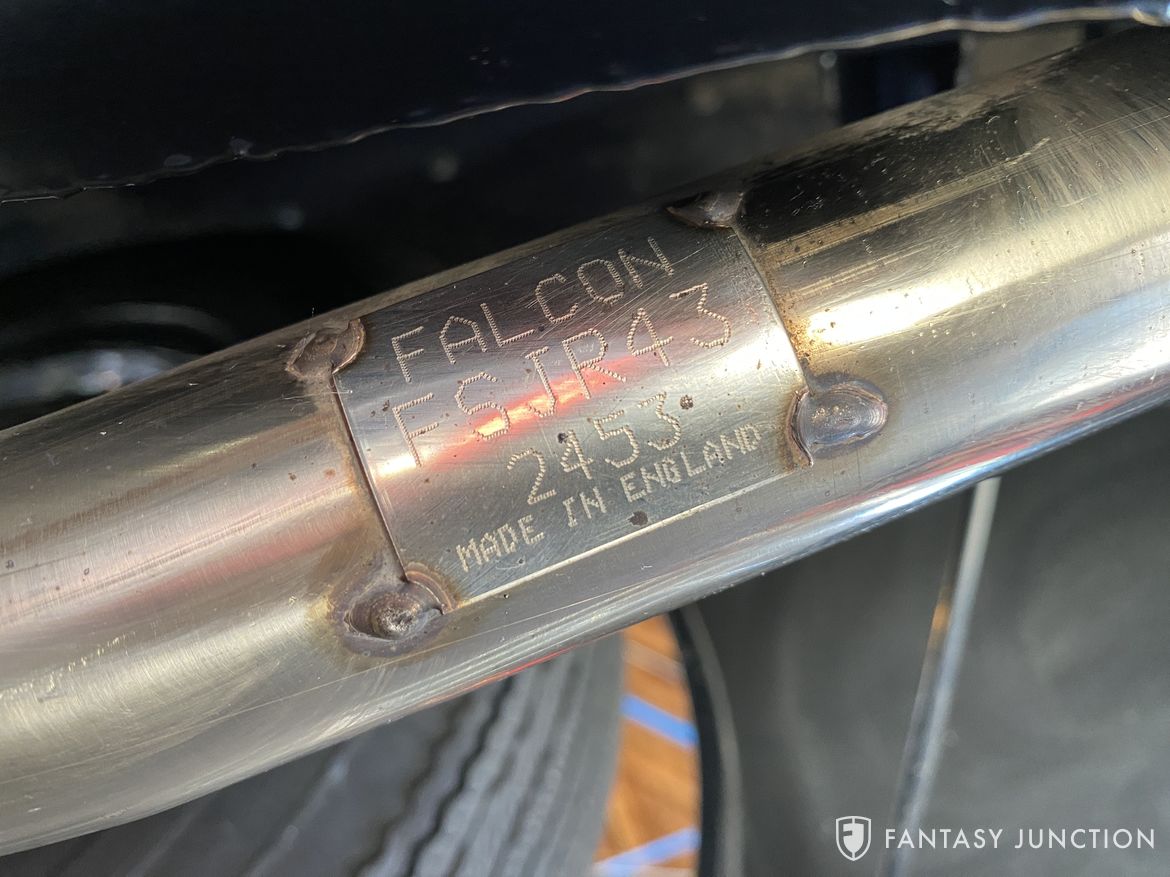 FALCON
FSJR43
2453
MADE IN ENGLAND
FANTASY JUNCTION